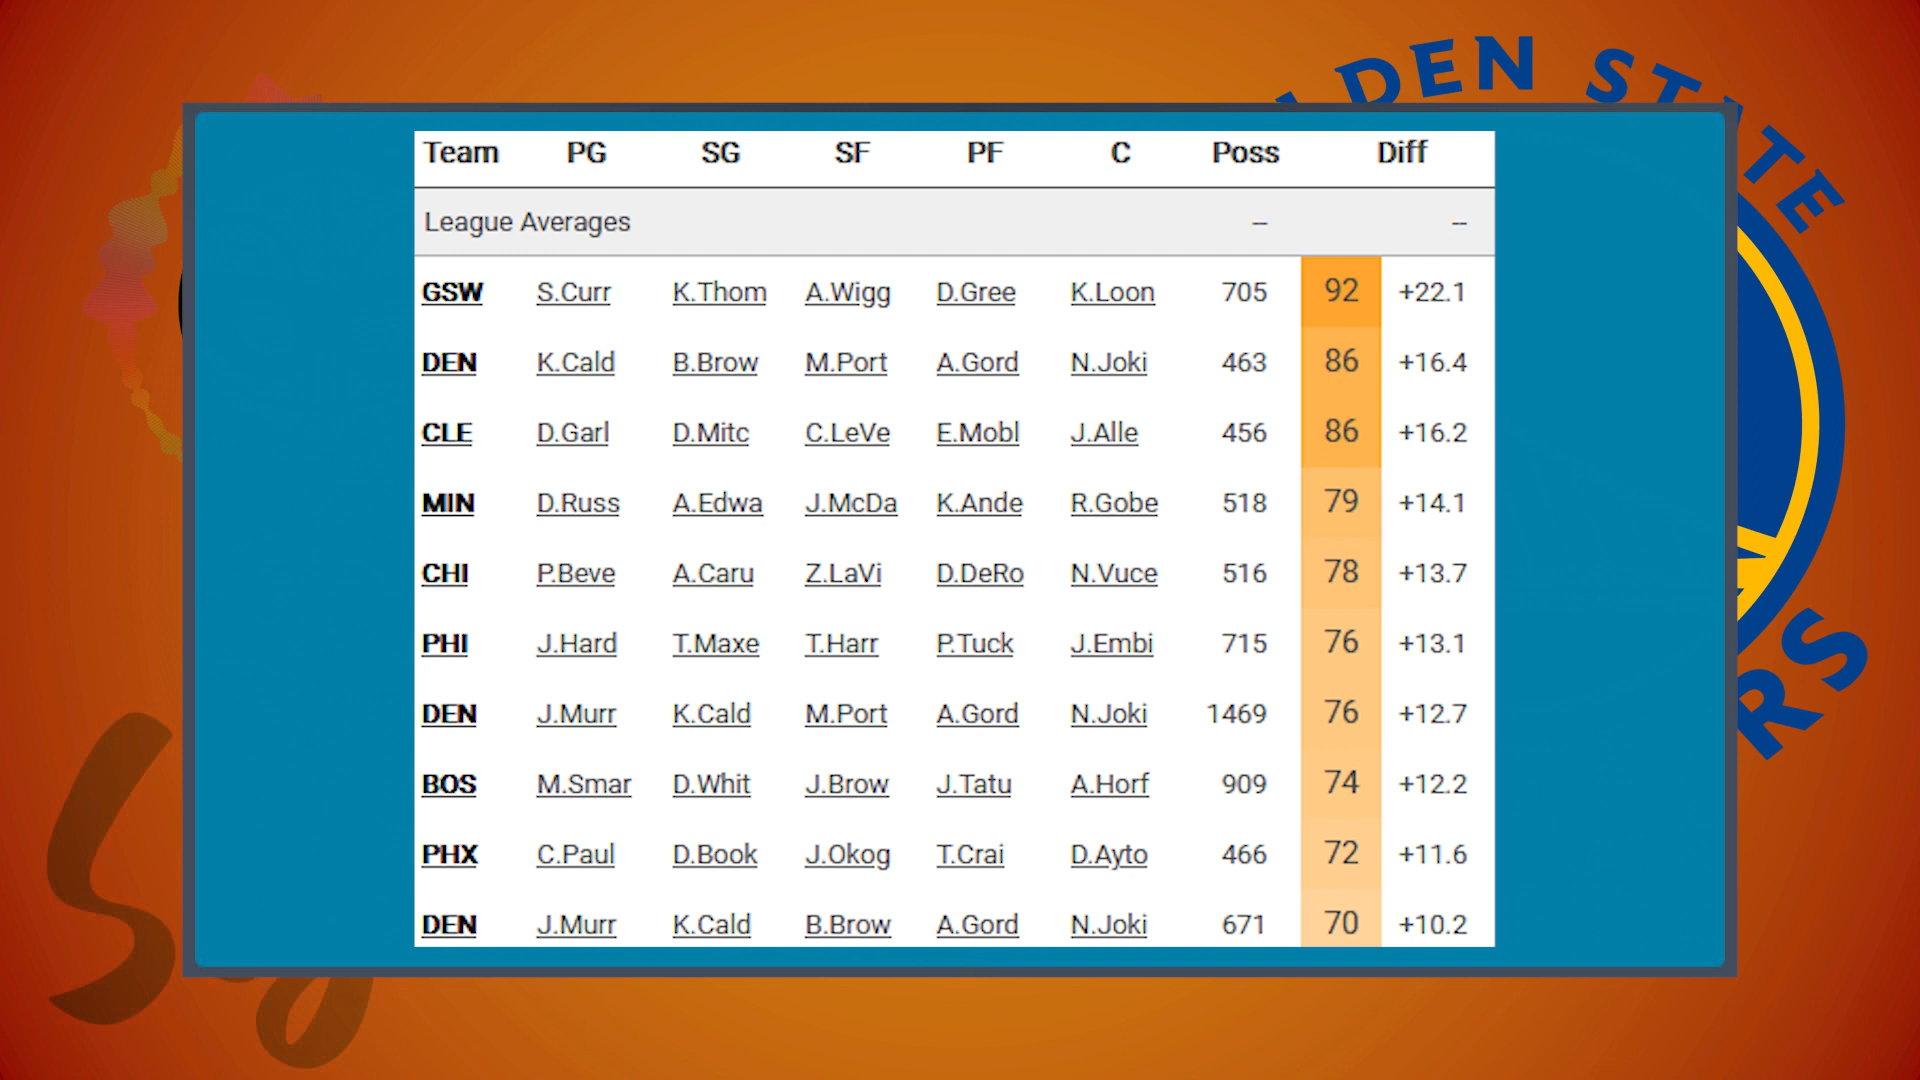 DEN STATE
Team PG SG SF PF C Poss Diff
League Averages -- --
GSW S.Curr K.Thom A.Wigg D.Gree K.Loon 705 92 +22.1
DEN K.Cald B.Brow M.Port A.Gord N.Joki 463 86 +16.4
CLE D.Garl D.Mitc C.LeVe E.Mobl J.Alle 456 86 +16.2
MIN D.Russ A.Edwa J.McDa K.Ande R.Gobe 518 79 +14.1
CHI P.Beve A.Caru Z.LaVi D.DeRo N.Vuce 516 78 +13.7
PHI J.Hard T.Maxe T.Harr P.Tuck J.Embi 715 76 +13.1
DEN J.Murr K.Cald M.Port A.Gord N.Joki 1469 76 +12.7
BOS M.Smar D.Whit J.Brow J.Tatu A.Horf 909 74 +12.2
PHX C.Paul D.Book J.Okog T.Crai D.Ayto 466 72 +11.6
DEN J.Murr K.Cald B.Brow A.Gord N.Joki 671 70 +10.2
RS